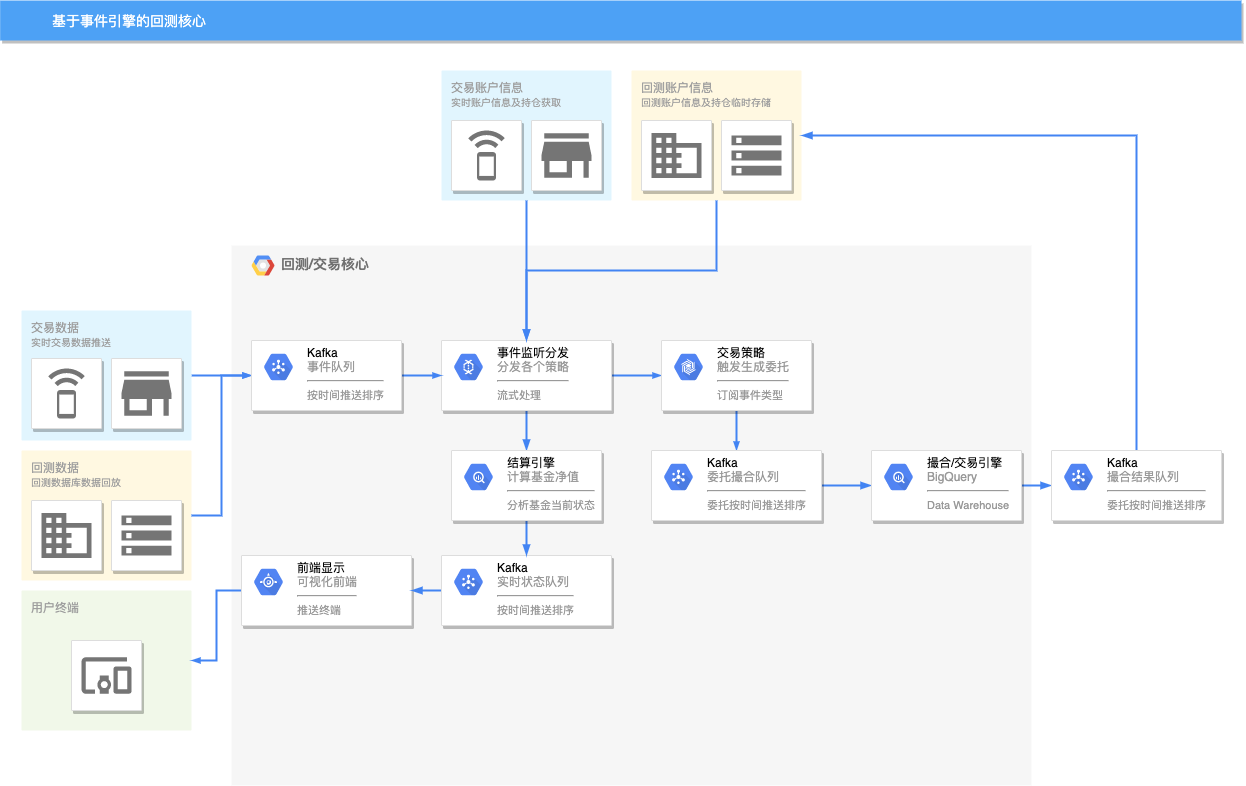 基于事件引擎的回测核心
交易账户信息
实时账户信息及持仓获取
回测账户信息
回测账户信息及持仓临时存储
回测/交易核心
交易数据
实时交易数据推送
回测数据
回测数据库数据回放
用户终端
Kafka
事件队列
按时间推送排序
事件监听分发
分发各个策略
流式处理
交易策略
触发生成委托
订阅事件类型
结算引擎
计算基金净值
分析基金当前状态
Kafka
委托撮合队列
委托按时间推送排序
撮合/交易引擎
BigQuery
Data Warehouse
Kafka
撮合结果队列
委托按时间推送排序
前端显示
可视化前端
推送终端
Kafka
实时状态队列
按时间推送排序